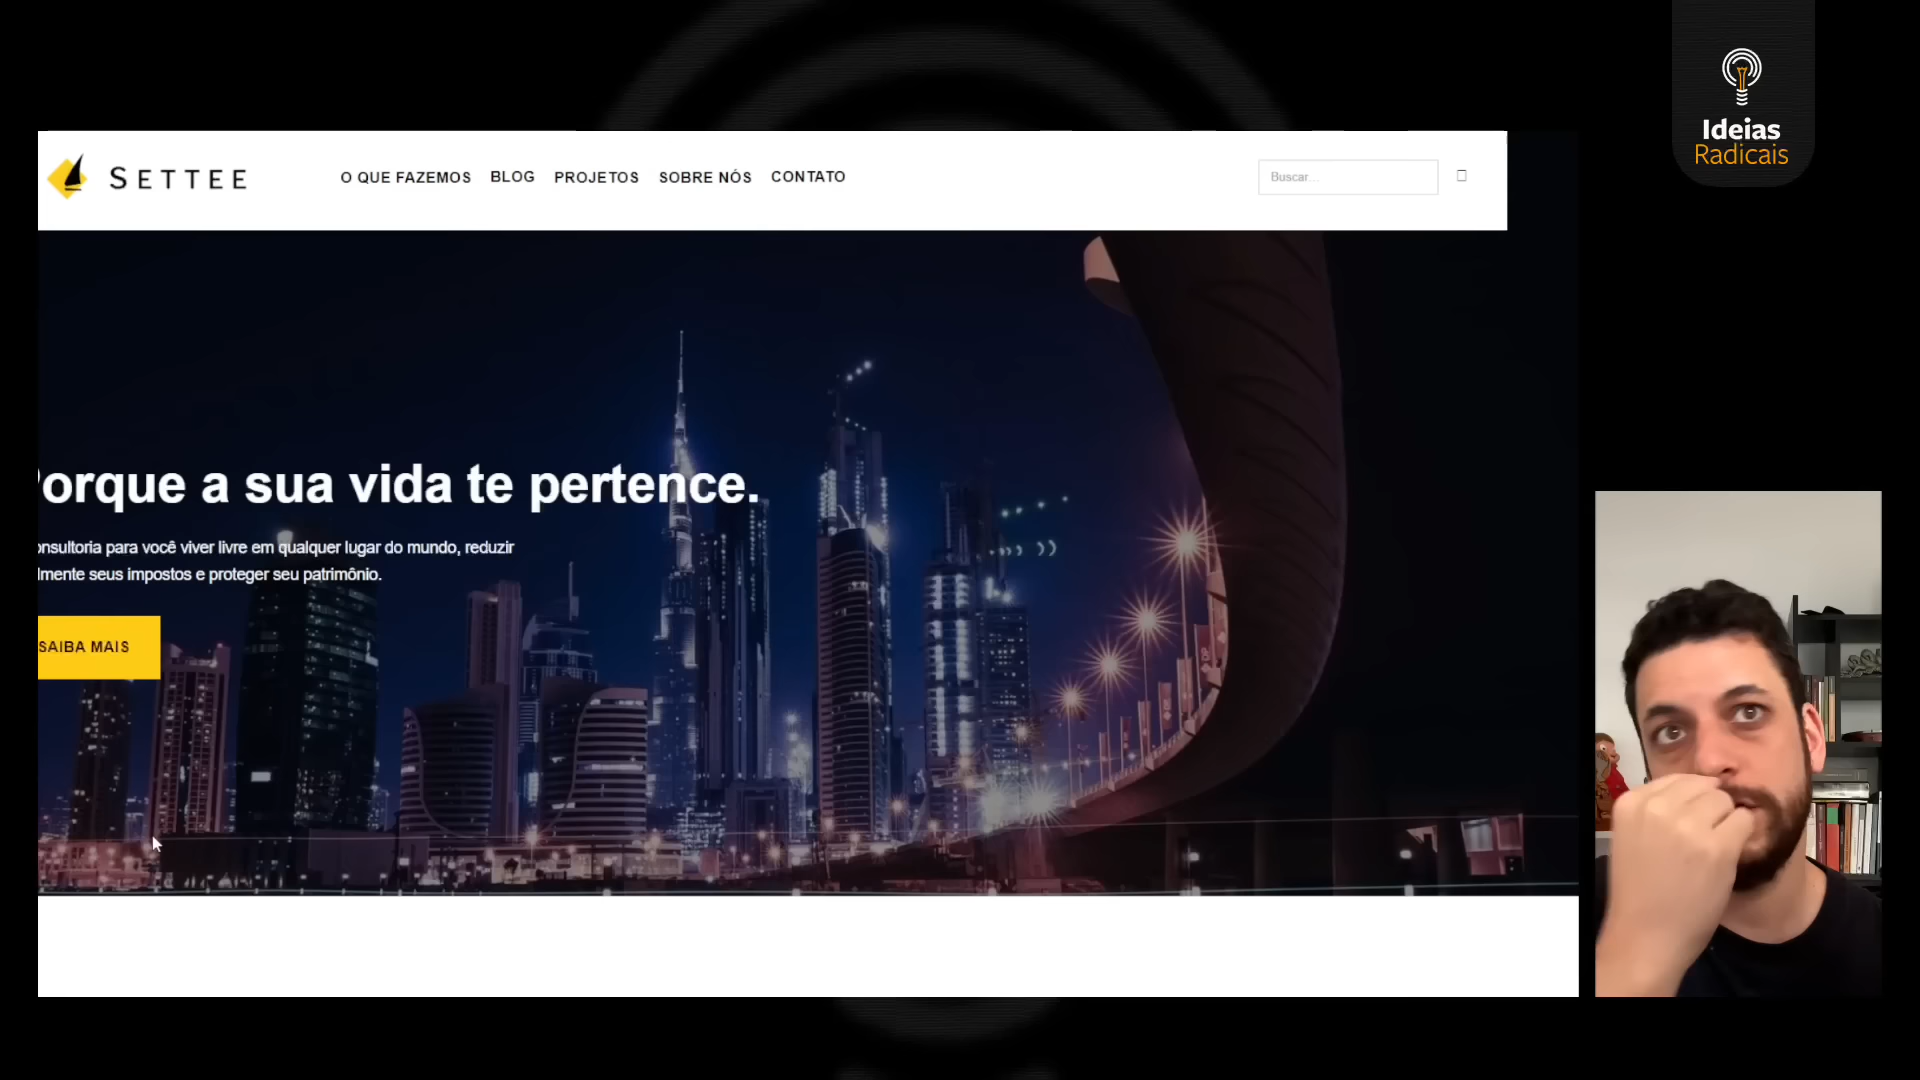 Ideias
Radicais
SETTEE
O QUE FAZEMOS BLOG PROJETOS SOBRE NÓS CONTATO
Buscar...
orque a sua vida te pertence.
onsultoria para você viver livre em qualquer lugar do mundo, reduzir
lmente seus impostos e proteger seu patrimônio.
SAIBA MAIS